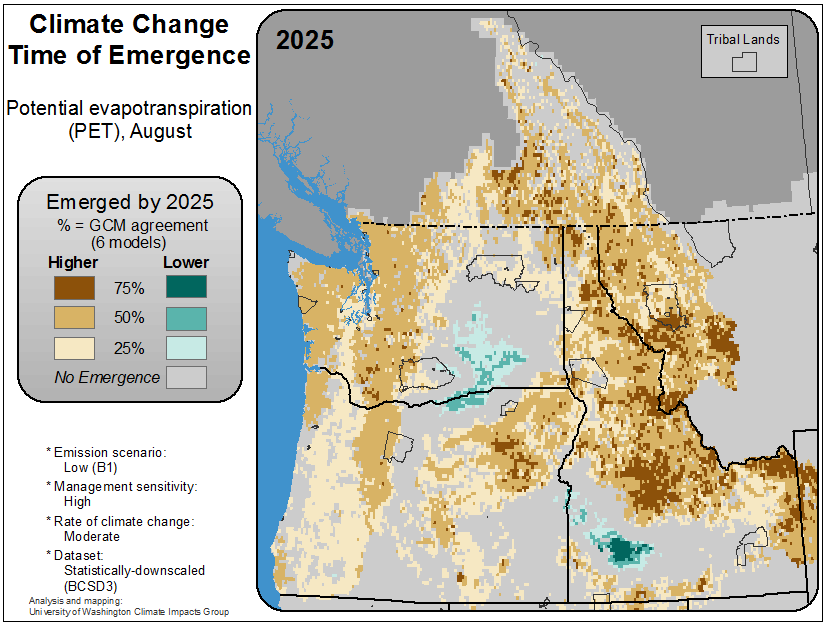 Climate Change
Time of Emergence
Potential evapotranspiration
(PET), August
Emerged by 2025
% = GCM agreement
(6 models)
Higher Lower
75%
50%
25%
No Emergence
* Emission scenario:
Low (B1)
* Management sensitivity:
High
* Rate of climate change:
Moderate
* Dataset:
Statistically-downscaled
(BCSD3)
Analysis and mapping:
University of Washington Climate Impacts Group
2025
Tribal Lands